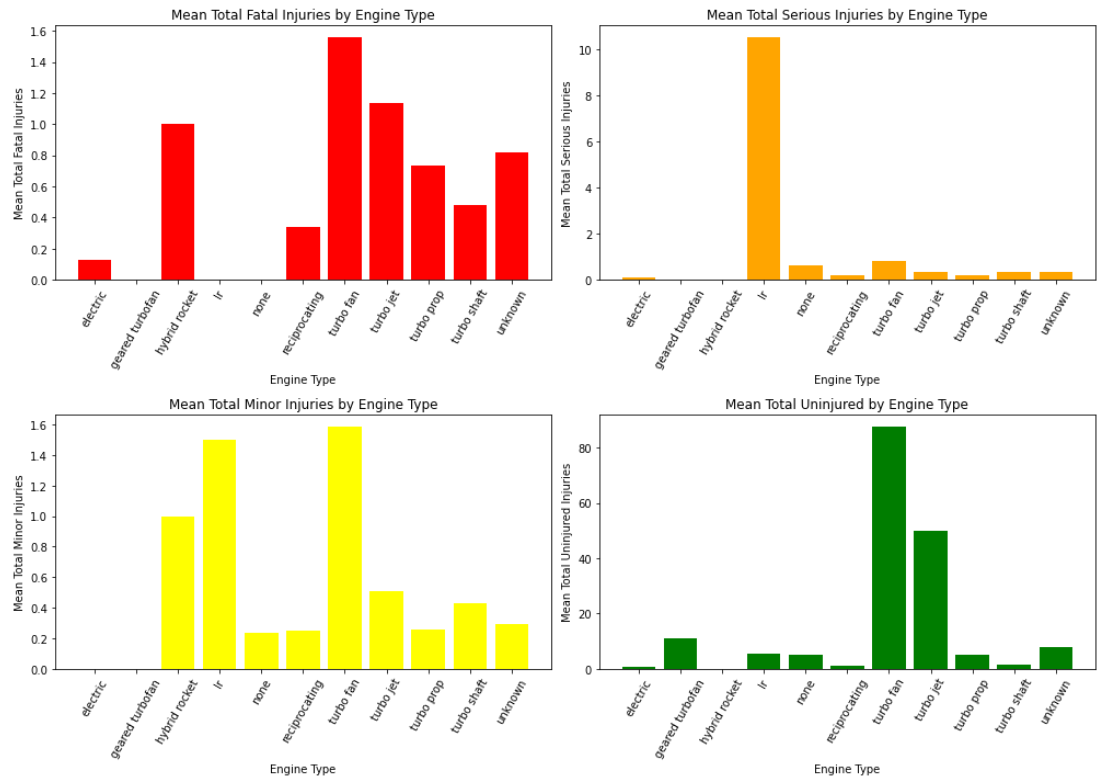 Mean Total Fatal Injuries by Engine Type
Mean Total Fatal Injuries
1.6
1.4
1.2
1.0
0.8
0.6
0.4
0.2
0.0
electric
geared turbofan
hybrid rocket
lr
none
reciprocating
turbo fan
turbo jet
turbo prop
turbo shaft
unknown
Engine Type
Mean Total Serious Injuries by Engine Type
Mean Total Serious Injuries
10
8
6
4
2
0
electric
geared turbofan
hybrid rocket
lr
none
reciprocating
turbo fan
turbo jet
turbo prop
turbo shaft
unknown
Engine Type
Mean Total Minor Injuries by Engine Type
Mean Total Minor Injuries
1.6
1.4
1.2
1.0
0.8
0.6
0.4
0.2
0.0
electric
geared turbofan
hybrid rocket
lr
none
reciprocating
turbo fan
turbo jet
turbo prop
turbo shaft
unknown
Engine Type
Mean Total Uninjured by Engine Type
Mean Total Uninjured Injuries
80
60
40
20
0
electric
geared turbofan
hybrid rocket
lr
none
reciprocating
turbo fan
turbo jet
turbo prop
turbo shaft
unknown
Engine Type